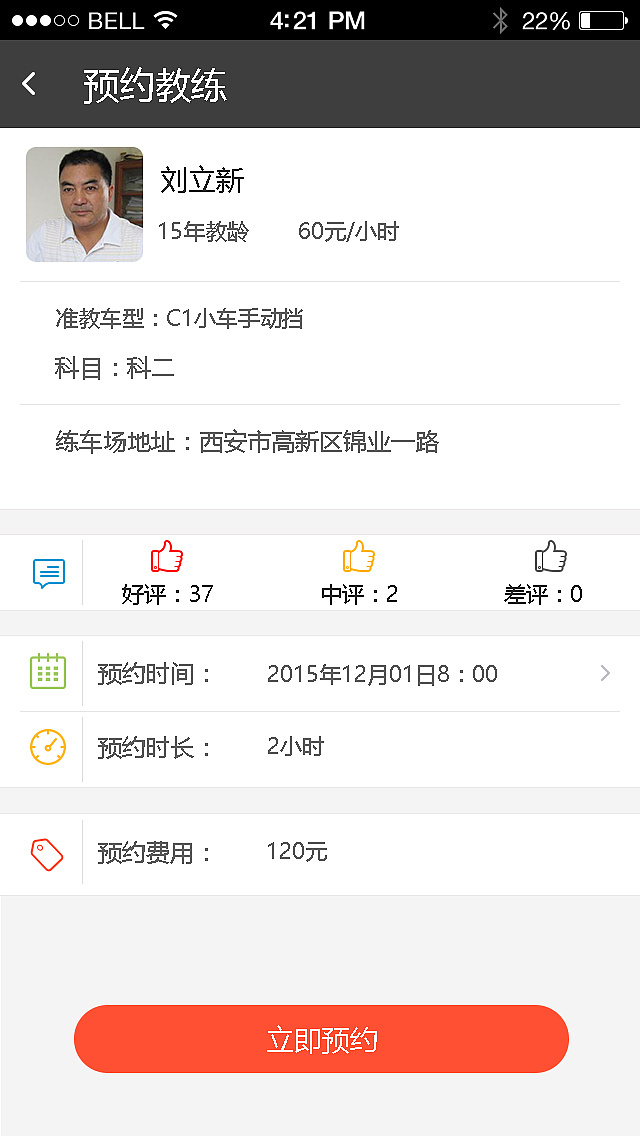 BELL 4:21 PM 22%
预约教练
刘立新
15年教龄 60元/小时
准教车型：C1小车手动挡
科目：科二
练车场地址：西安市高新区锦业一路
好评：37 中评：2 差评：0
预约时间： 2015年12月01日8：00
预约时长： 2小时
预约费用： 120元
立即预约